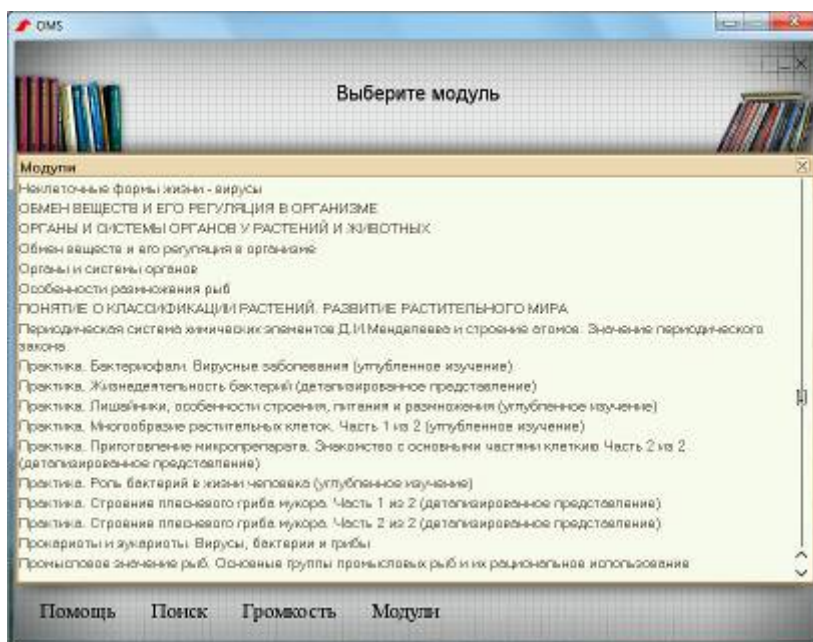 OMS
Выберите модуль
Модули
Неклеточные формы жизни - вирусы
ОБМЕН ВЕЩЕСТВ И ЕГО РЕГУЛЯЦИЯ В ОРГАНИЗМЕ
ОРГАНЫ И СИСТЕМЫ ОРГАНОВ У РАСТЕНИЙ И ЖИВОТНЫХ
Обмен веществ и его регуляция в организме
Органы и системы органов
Особенности размножения рыб
ПОНЯТИЕ О КЛАССИФИКАЦИИ РАСТЕНИЙ. РАЗВИТИЕ РАСТИТЕЛЬНОГО МИРА
Периодическая система химических элементов Д.И.Менделеева и строение атомов. Значение периодического
закона
Практика. Бактериофаги. Вирусные заболевания (углубленное изучение)
Практика. Жизнедеятельность бактерий (детализированное представление)
Практика. Лишайники, особенности строения, питания и размножения (углубленное изучение)
Практика. Многообразие растительных клеток. Часть 1 из 2 (углубленное изучение)
Практика. Приготовление микропрепарата. Знакомство с основными частями клеткию Часть 2 из 2
(детализированное представление)
Практика. Роль бактерий в жизни человека (углубленное изучение)
Практика. Строение плесневого гриба мукора. Часть 1 из 2 (детализированное представление)
Практика. Строение плесневого гриба мукора. Часть 2 из 2 (детализированное представление)
Прокариоты и эукариоты. Вирусы, бактерии и грибы
Промысловое значение рыб. Основные группы промысловых рыб и их рациональное использование
Помощь Поиск Громкость Модули